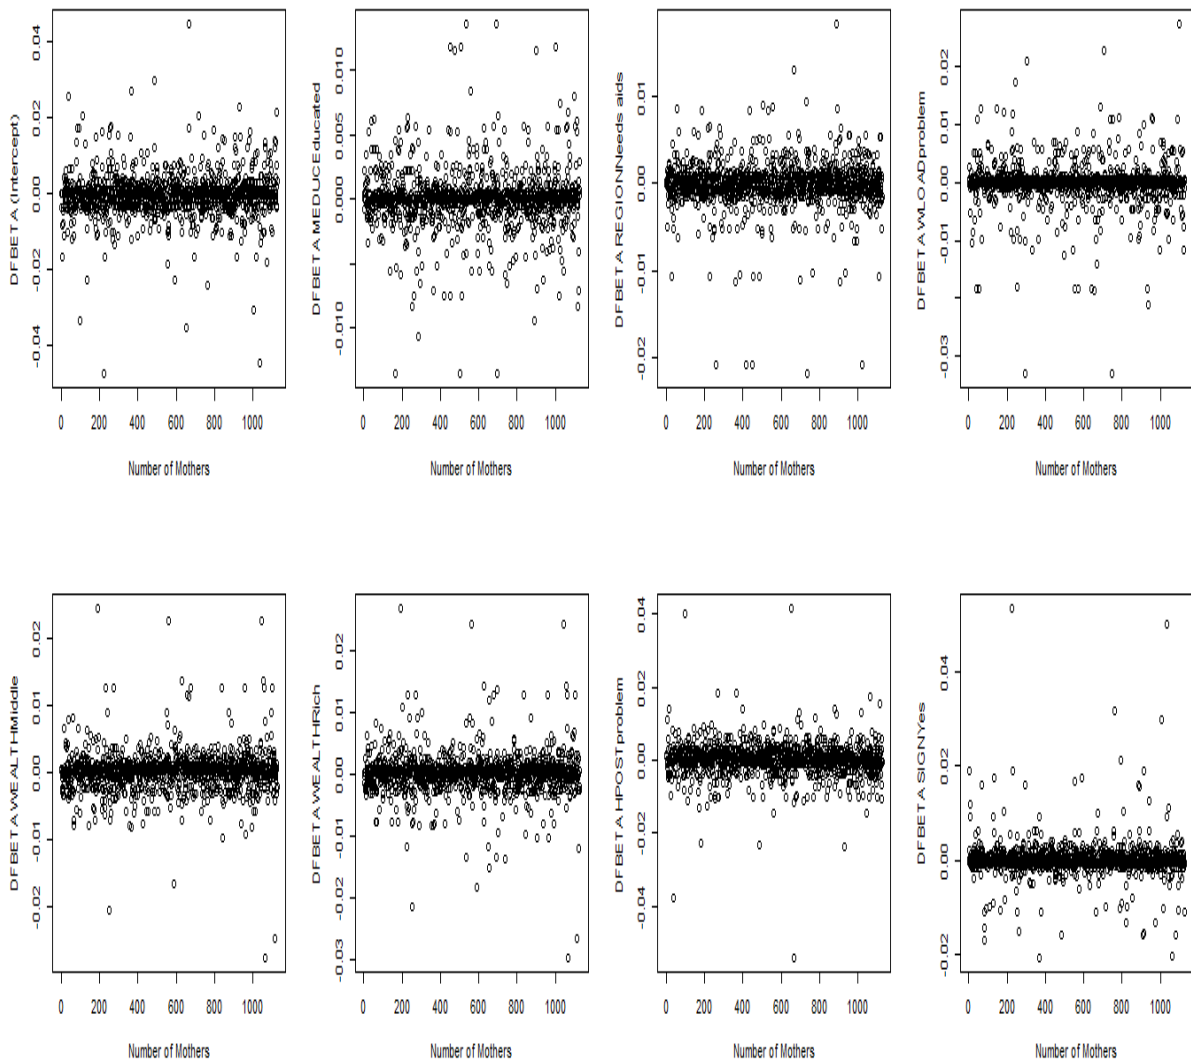 DFBETA (Intercept)
-0.04 -0.02 0.00 0.02 0.04
0 200 400 600 800 1000
Number of Mothers
DFBETA MEDUCEducated
-0.010 0.000 0.005 0.010
0 200 400 600 800 1000
Number of Mothers
DFBETA REGIONNeeds aids
-0.02 -0.01 0.00 0.01
0 200 400 600 800 1000
Number of Mothers
DFBETA WLOADproblem
-0.03 -0.01 0.00 0.01 0.02
0 200 400 600 800 1000
Number of Mothers
DFBETA WEALTHMiddle
-0.02 -0.01 0.00 0.01 0.02
0 200 400 600 800 1000
Number of Mothers
DFBETA WEALTHRich
-0.03 -0.02 -0.01 0.00 0.01 0.02
0 200 400 600 800 1000
Number of Mothers
DFBETA HPOSTproblem
-0.04 -0.02 0.00 0.02 0.04
0 200 400 600 800 1000
Number of Mothers
DFBETA SIGNYes
-0.02 0.00 0.02 0.04
0 200 400 600 800 1000
Number of Mothers